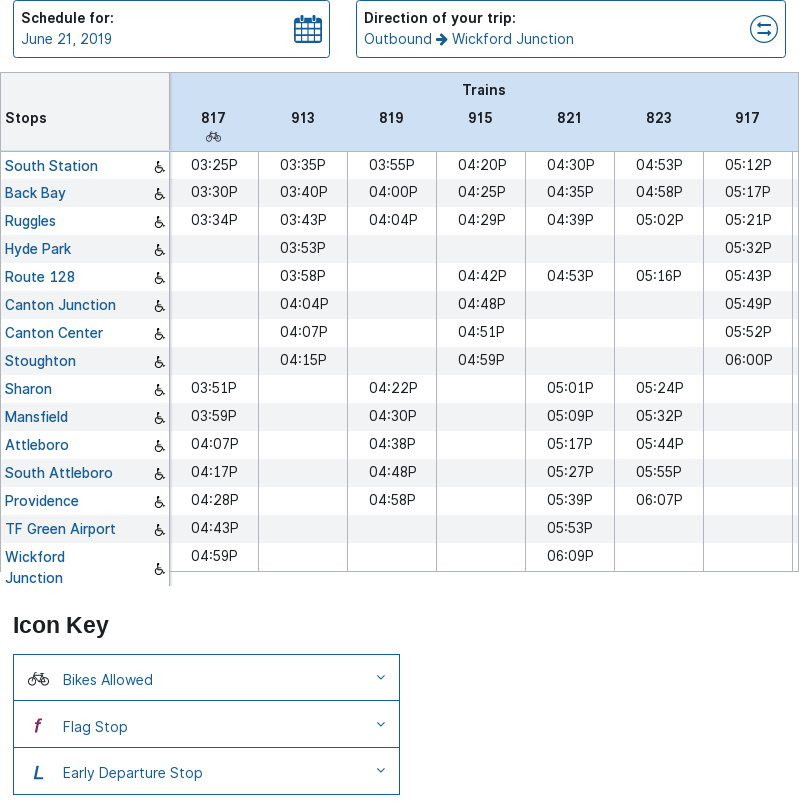 Schedule for:
June 21, 2019
Direction of your trip:
Outbound → Wickford Junction
Trains
Stops 817 913 819 915 821 823 917
South Station 03:25P 03:35P 03:55P 04:20P 04:30P 04:53P 05:12P
Back Bay 03:30P 03:40P 04:00P 04:25P 04:35P 04:58P 05:17P
Ruggles 03:34P 03:43P 04:04P 04:29P 04:39P 05:02P 05:21P
Hyde Park 03:53P 05:32P
Route 128 03:58P 04:42P 04:53P 05:16P 05:43P
Canton Junction 04:04P 04:48P 05:49P
Canton Center 04:07P 04:51P 05:52P
Stoughton 04:15P 04:59P 06:00P
Sharon 03:51P 04:22P 05:01P 05:24P
Mansfield 03:59P 04:30P 05:09P 05:32P
Attleboro 04:07P 04:38P 05:17P 05:44P
South Attleboro 04:17P 04:48P 05:27P 05:55P
Providence 04:28P 04:58P 05:39P 06:07P
TF Green Airport 04:43P 05:53P
Wickford 04:59P 06:09P
Junction
Icon Key
Bikes Allowed
f Flag Stop
L Early Departure Stop